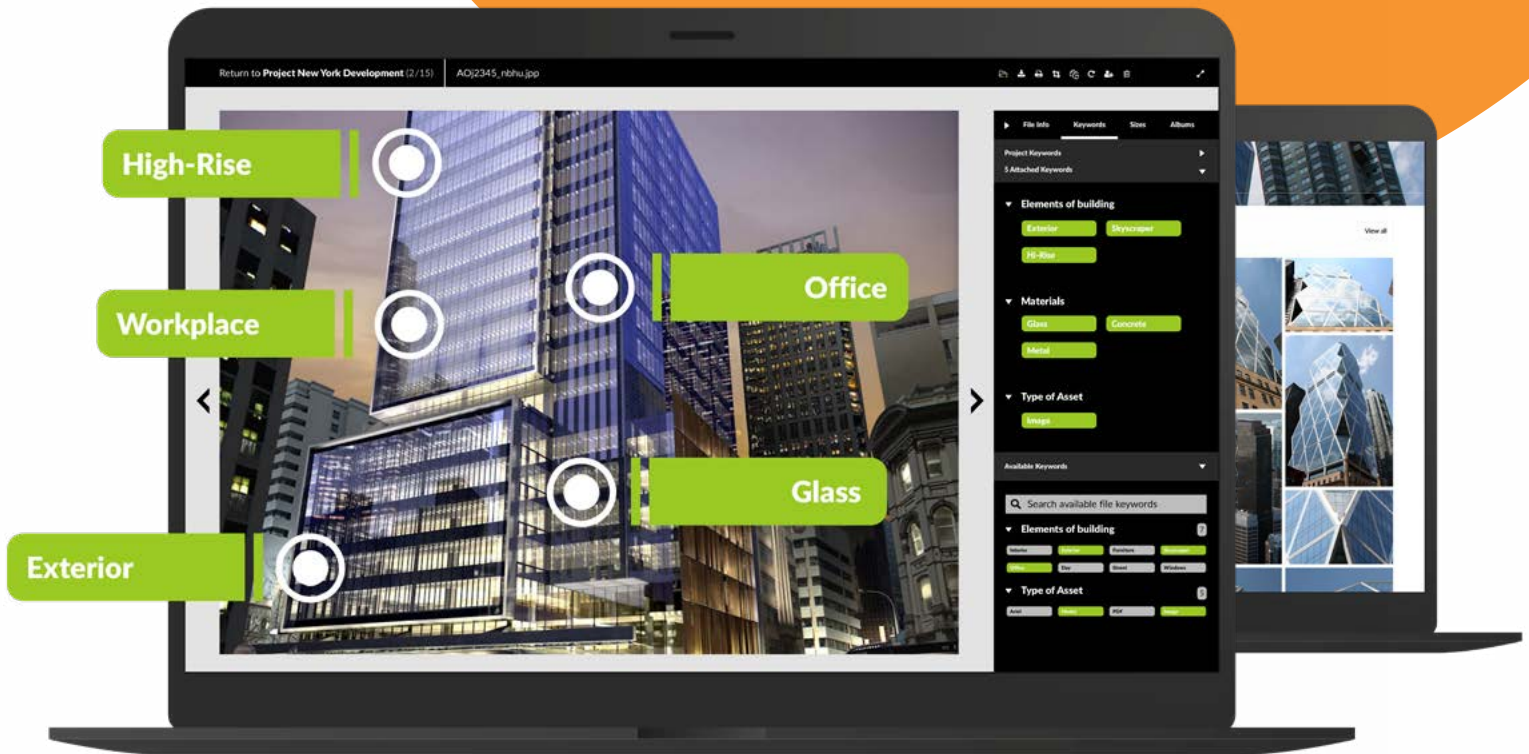 Return to Project New York Development (2/15)
AOj2345_nbhu.jpp
High-Rise
Workplace
Office
Glass
Exterior
File Info Keywords Sizes Albums
Project Keywords
5 Attached Keywords
Elements of building
Exterior Skyscraper
Hi-Rise
Materials
Glass Concrete
Metal
Type of Asset
Image
Available Keywords
Search available file keywords
Elements of building 7
Interior Exterior Furniture Skyscraper
Office Day Street Windows
Type of Asset 5
PDF Image
View all